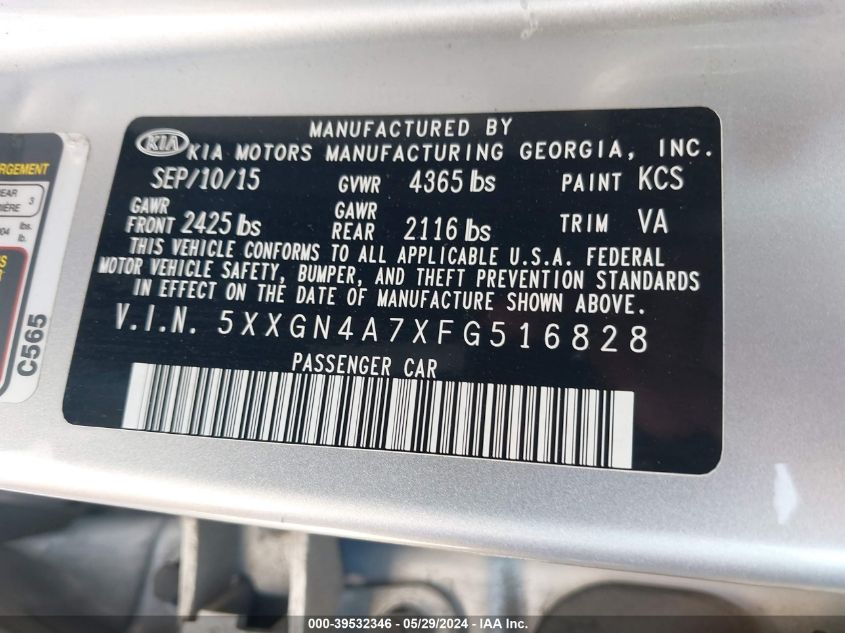 MANUFACTURED BY
KIA KIA MOTORS MANUFACTURING GEORGIA, INC.
SEP/10/15 GVWR 4365 lbs PAINT KCS
GAWR FRONT 2425 lbs GAWR REAR 2116 lbs TRIM VA
THIS VEHICLE CONFORMS TO ALL APPLICABLE U.S.A. FEDERAL
MOTOR VEHICLE SAFETY, BUMPER, AND THEFT PREVENTION STANDARDS
IN EFFECT ON THE DATE OF MANUFACTURE SHOWN ABOVE.
V.I.N. 5XXGN4A7XFG516828
PASSENGER CAR
C565
000-39532346 - 05/29/2024 - IAA Inc.